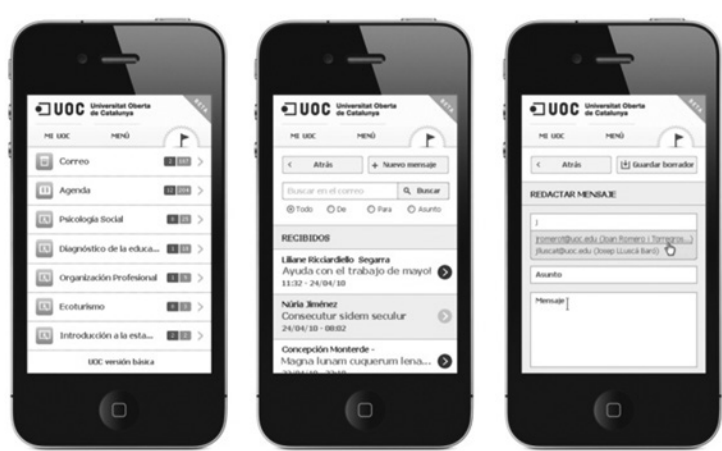 UOC Universitat Oberta
de Catalunya
BETA
MI UOC MENÚ
Correo
Agenda
Psicología Social
Diagnóstico de la educa...
Organización Profesional
Ecoturismo
Introducción a la esta...
UOC versión básica
UOC Universitat Oberta
de Catalunya
BETA
MI UOC MENÚ
< Atrás + Nuevo mensaje
Buscar en el correo Buscar
Todo De Para Asunto
RECIBIDOS
Liliane Ricciardiello Segarra
Ayuda con el trabajo de mayo!
11:32 - 24/04/10
Núria Jiménez
Consecutur sidem seculur
24/04/10 - 08:02
Concepción Monterde -
Magna lunam cuquerum lena...
UOC Universitat Oberta
de Catalunya
BETA
MI UOC MENÚ
< Atrás Guardar borrador
REDACTAR MENSAJE
j
jromerot@uoc.edu (Joan Romero i Torregros...)
jlluscat@uoc.edu (Josep LLuscà Baró)
Asunto
Mensaje